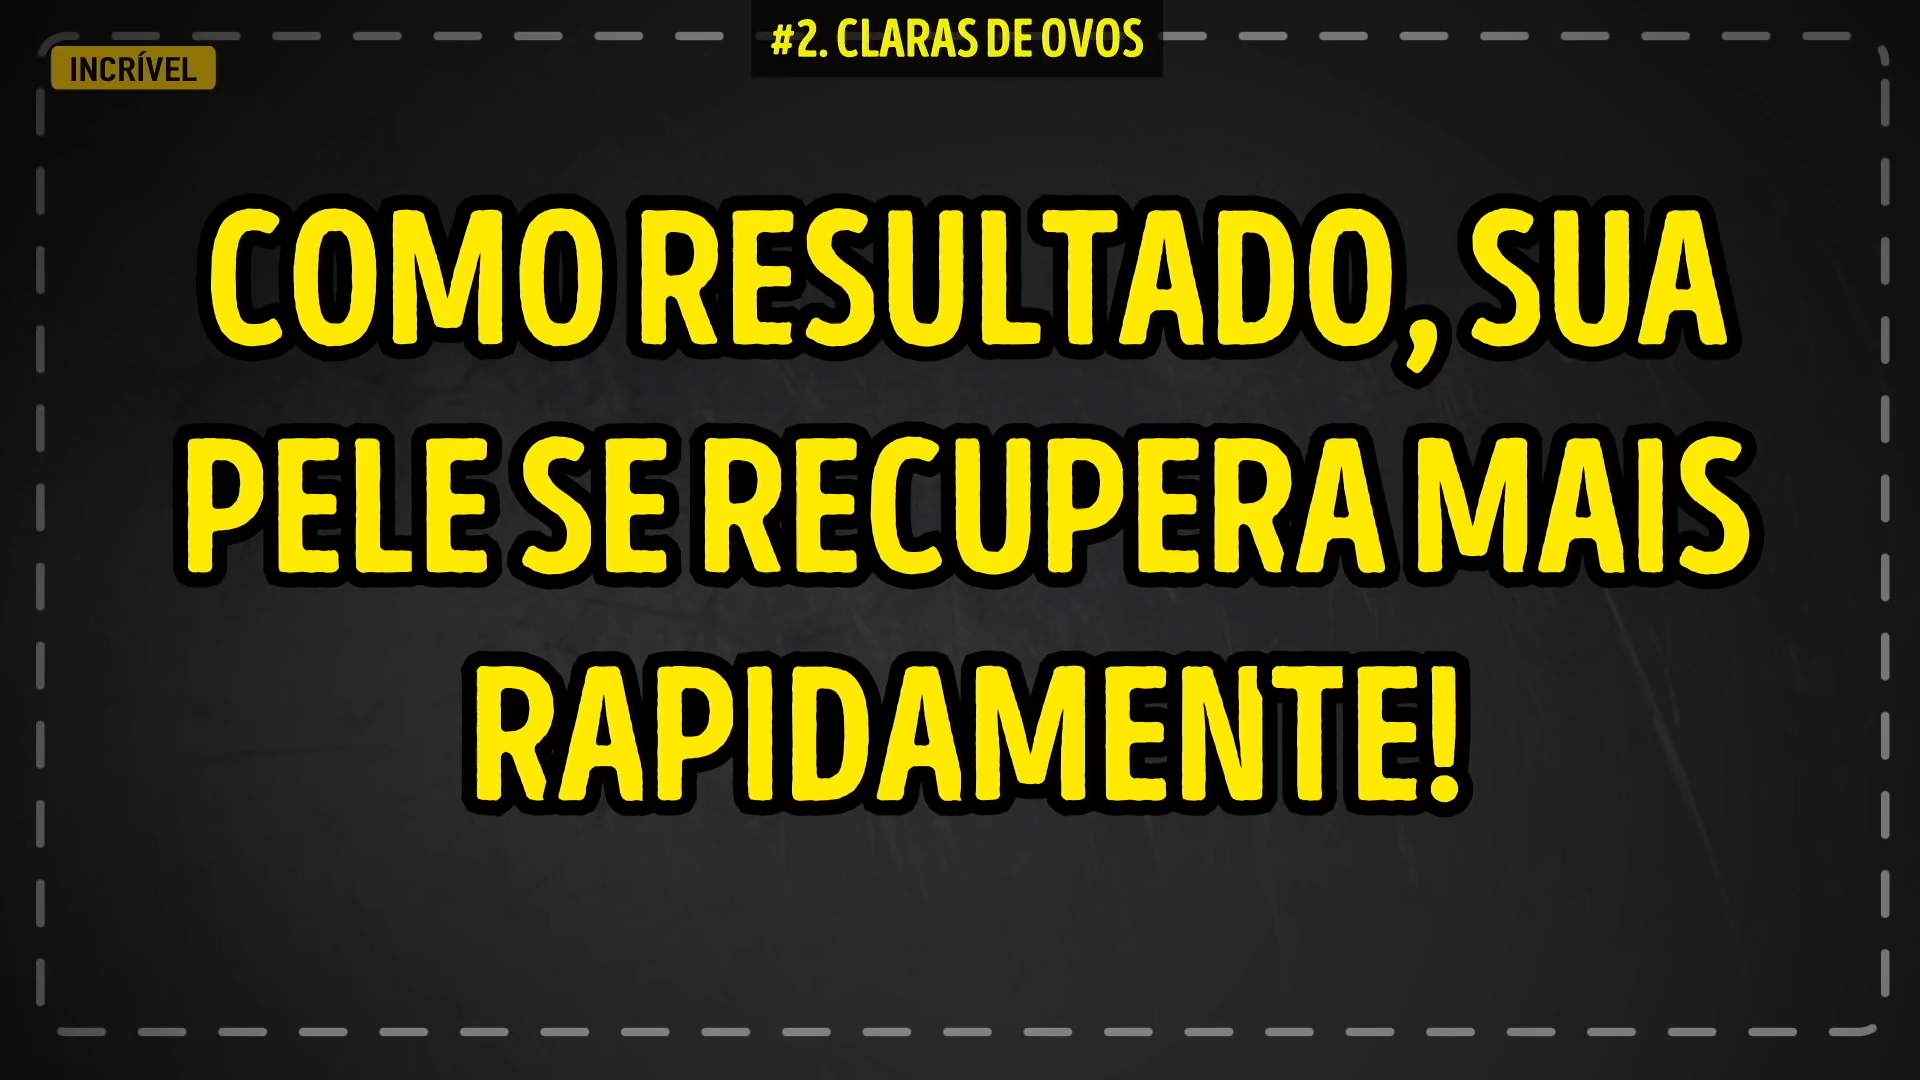 #2. CLARAS DE OVOS
INCRÍVEL
COMO RESULTADO, SUA
PELE SE RECUPERA MAIS
RAPIDAMENTE!